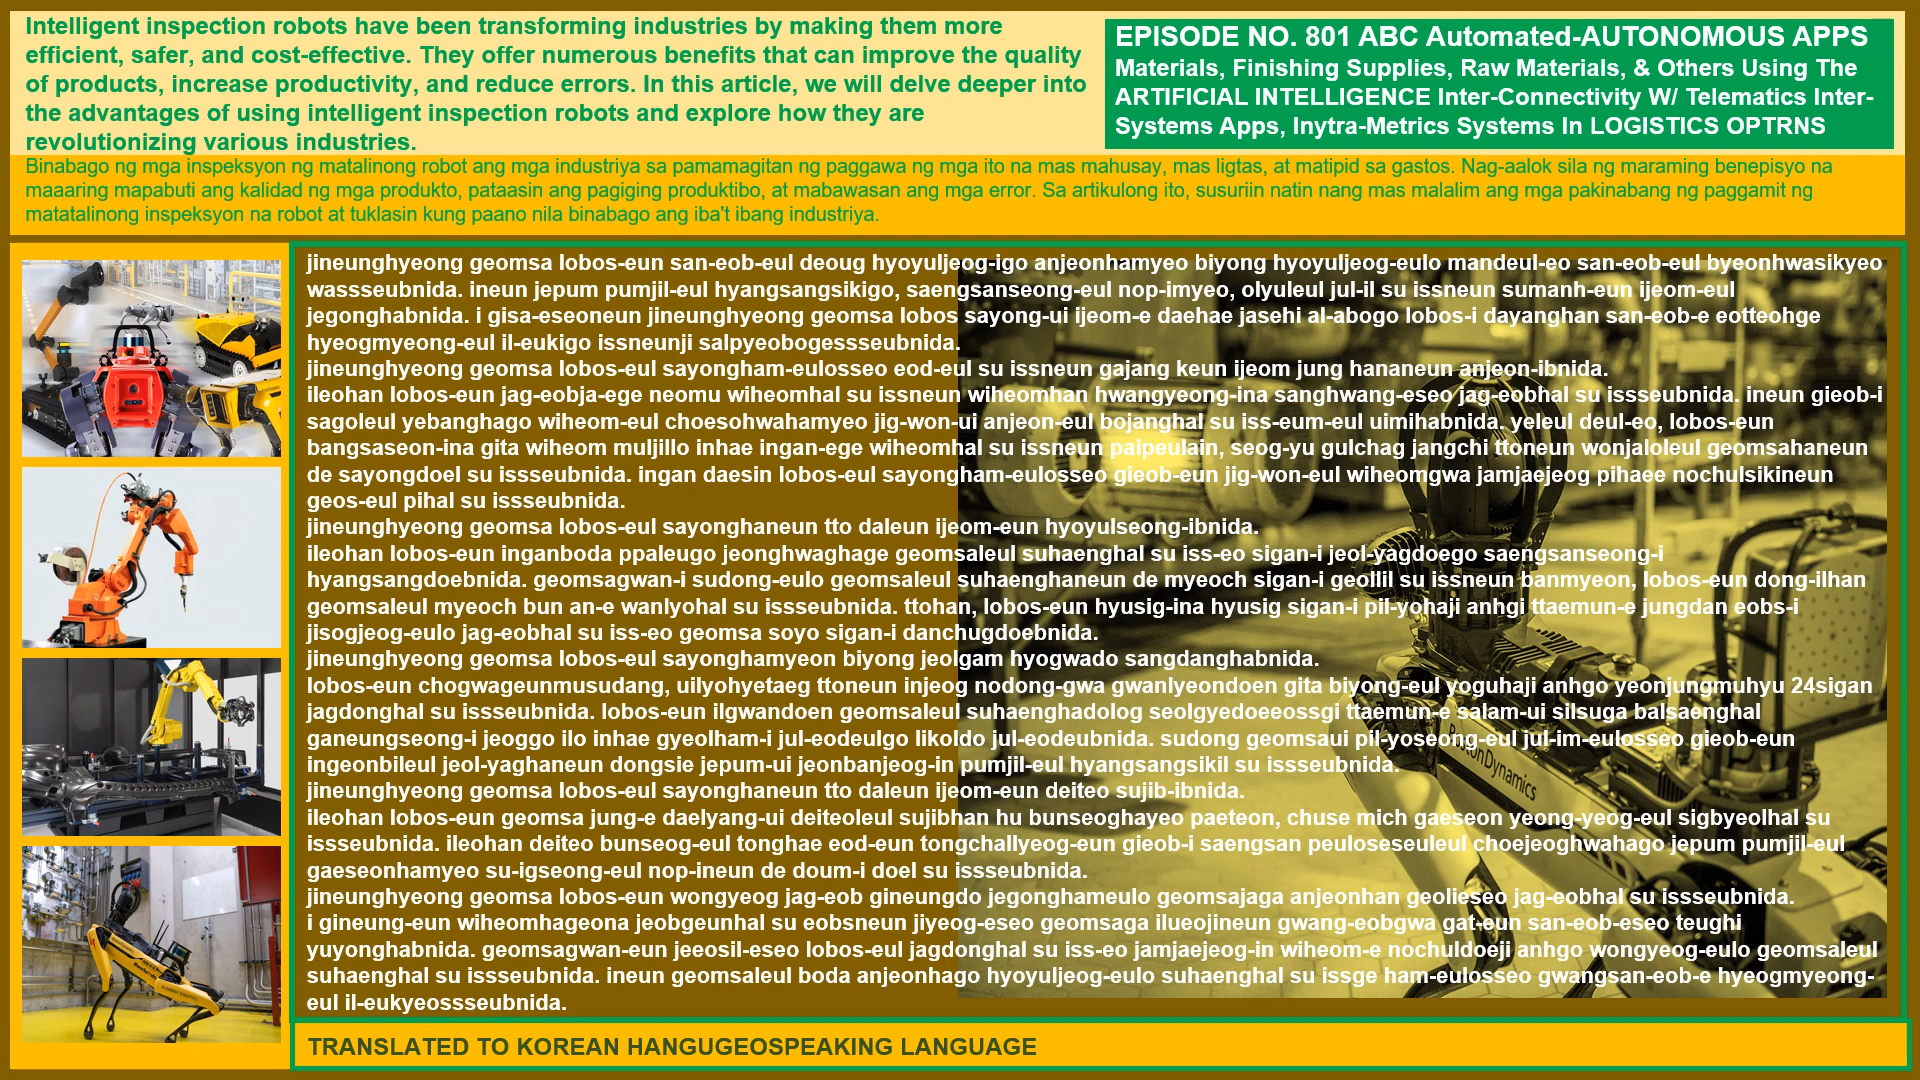 Intelligent inspection robots have been transforming industries by making them more
efficient, safer, and cost-effective. They offer numerous benefits that can improve the quality
of products, increase productivity, and reduce errors. In this article, we will delve deeper into
the advantages of using intelligent inspection robots and explore how they are
revolutionizing various industries.
EPISODE NO. 801 ABC Automated-AUTONOMOUS APPS
Materials, Finishing Supplies, Raw Materials, & Others Using The
ARTIFICIAL INTELLIGENCE Inter-Connectivity W/ Telematics Inter-
Systems Apps, Inytra-Metrics Systems In LOGISTICS OPTRNS
Binabago ng mga inspeksyon ng matalinong robot ang mga industriya sa pamamagitan ng paggawa ng mga ito na mas mahusay, mas ligtas, at matipid sa gastos. Nag-aalok sila ng maraming benepisyo na
maaaring mapabuti ang kalidad ng mga produkto, pataasin ang pagiging produktibo, at mabawasan ang mga error. Sa artikulong ito, susuriin natin nang mas malalim ang mga pakinabang ng paggamit ng
matatalinong inspeksyon na robot at tuklasin kung paano nila binabago ang iba't ibang industriya.
jineunghyeong geomsa lobos-eun san-eob-eul deoug hyoyuljeog-igo anjeonhamyeo biyong hyoyuljeog-eulo mandeul-eo san-eob-eul byeonhwasikyeo
wassseubnida. ineun jepum pumjil-eul hyangsangsikigo, saengsanseong-eul nop-imyeo, olyuleul jul-il su issneun sumanh-eun ijeom-eul
jegonghabnida. i gisa-eseoneun jineunghyeong geomsa lobos sayong-ui ijeom-e daehae jasehi al-abogo lobos-i dayanghan san-eob-e eotteohge
hyeogmyeong-eul il-eukigo issneunji salpyeobogessseubnida.
jineunghyeong geomsa lobos-eul sayongham-eulosseo eod-eul su issneun gajang keun ijeom jung hananeun anjeon-ibnida.
ileohan lobos-eun jag-eobja-ege neomu wiheomhal su issneun wiheomhan hwangyeong-ina sanghwang-eseo jag-eobhal su issseubnida. ineun gieob-i
sagoleul yebanghago wiheom-eul choesohwahamyeo jig-won-ui anjeon-eul bojanghal su iss-eum-eul uimihabnida. yeleul deul-eo, lobos-eun
bangsaseon-ina gita wiheom muljillo inhae ingan-ege wiheomhal su issneun paipeulain, seog-yu gulchag jangchi ttoneun wonjaloleul geomsahaneun
de sayongdoel su issseubnida. ingan daesin lobos-eul sayongham-eulosseo gieob-eun jig-won-eul wiheomgwa jamjaejeog pihaee nochulsikineun
geos-eul pihal su issseubnida.
jineunghyeong geomsa lobos-eul sayonghaneun tto daleun ijeom-eun hyoyulseong-ibnida.
ileohan lobos-eun inganboda ppaleugo jeonghwaghage geomsaleul suhaenghal su iss-eo sigan-i jeol-yagdoego saengsanseong-i
hyangsangdoebnida. geomsagwan-i sudong-eulo geomsaleul suhaenghaneun de myeoch sigan-i geollil su issneun banmyeon, lobos-eun dong-ilhan
geomsaleul myeoch bun an-e wanlyohal su issseubnida. ttohan, lobos-eun hyusig-ina hyusig sigan-i pil-yohaji anhgi ttaemun-e jungdan eobs-i
jisogjeog-eulo jag-eobhal su iss-eo geomsa soyo sigan-i danchugdoebnida.
jineunghyeong geomsa lobos-eul sayonghamyeon biyong jeolgam hyogwado sangdanghabnida.
lobos-eun chogwageunmusudang, uilyohyetaeg ttoneun injeog nodong-gwa gwanlyeondoen gita biyong-eul yoguhaji anhgo yeonjungmuhyu 24sigan
jagdonghal su issseubnida. lobos-eun ilgwandoen geomsaleul suhaenghadolog seolgyedoeeossgi ttaemun-e salam-ui silsuga balsaenghal
ganeungseong-i jeoggo ilo inhae gyeolham-i jul-eodeulgo likoldo jul-eodeubnida. sudong geomsaui pil-yoseong-eul jul-im-eulosseo gieob-eun
ingeonbileul jeol-yaghaneun dongsie jepum-ui jeonbanjeog-in pumjil-eul hyangsangsikil su issseubnida.
jineunghyeong geomsa lobos-eul sayonghaneun tto daleun ijeom-eun deiteo sujib-ibnida.
ileohan lobos-eun geomsa jung-e daelyang-ui deiteoleul sujibhan hu bunseoghayeo paeteon, chuse mich gaeseon yeong-yeog-eul sigbyeolhal su
issseubnida. ileohan deiteo bunseog-eul tonghae eod-eun tongchallyeog-eun gieob-i saengsan peuloseseuleul choejeoghwahago jepum pumjil-eul
gaeseonhamyeo su-igseong-eul nop-ineun de doum-i doel su issseubnida.
jineunghyeong geomsa lobos-eun wongyeog jag-eob gineungdo jegonghameulo geomsajaga anjeonhan geolieseo jag-eobhal su issseubnida.
i gineung-eun wiheomhageona jeobgeunhal su eobsneun jiyeog-eseo geomsaga ilueojineun gwang-eobgwa gat-eun san-eob-eseo teughi
yuyonghabnida. geomsagwan-eun jeeosil-eseo lobos-eul jagdonghal su iss-eo jamjaejeog-in wiheom-e nochuldoeji anhgo wongyeog-eulo geomsaleul
suhaenghal su issseubnida. ineun geomsaleul boda anjeonhago hyoyuljeog-eulo suhaenghal su issge ham-eulosseo gwangsan-eob-e hyeogmyeong-
eul il-eukyeossseubnida.
BostonDynamics
TRANSLATED TO KOREAN HANGUGEOSPEAKING LANGUAGE